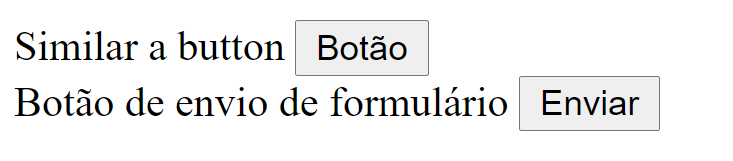 Similar a button Botão
Botão de envio de formulário Enviar